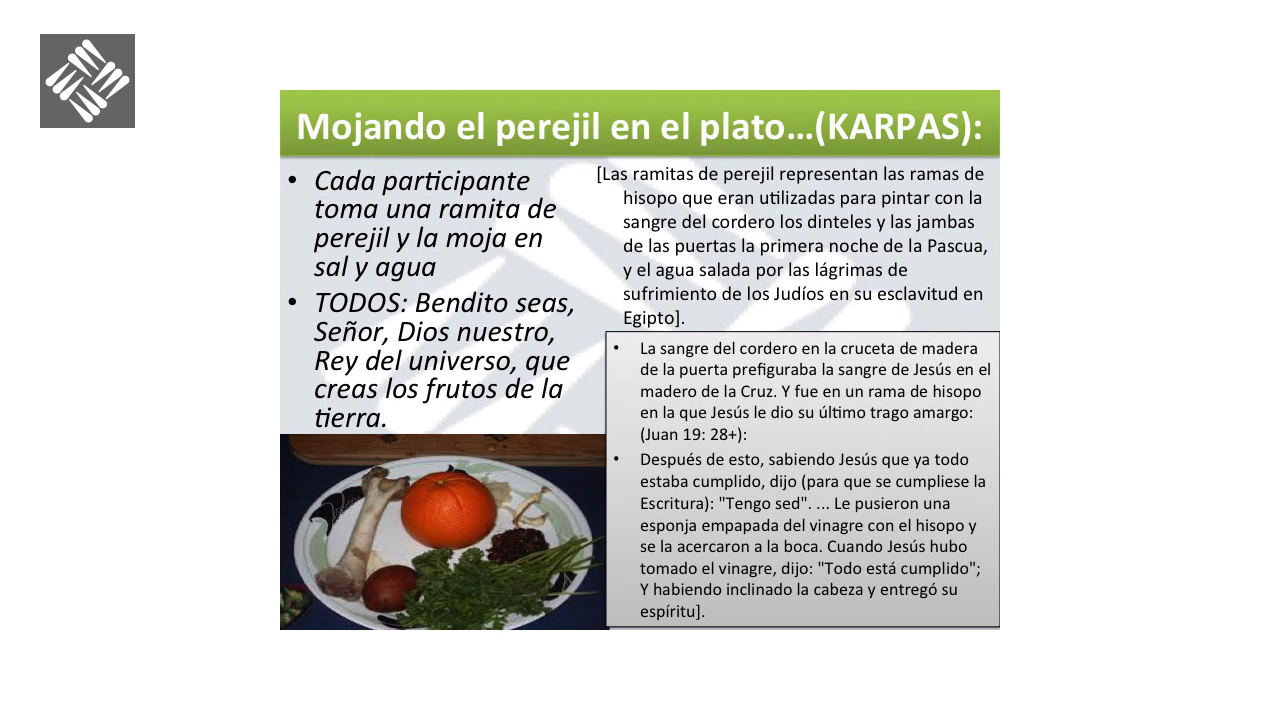 Mojando el perejil en el plato...(KARPAS):
• Cada participante
toma una ramita de
perejil y la moja en
sal y agua
• TODOS: Bendito seas,
Señor, Dios nuestro,
Rey del universo, que
creas los frutos de la
tierra.
[Las ramitas de perejil representan las ramas de
hisopo que eran utilizadas para pintar con la
sangre del cordero los dinteles y las jambas
de las puertas la primera noche de la Pascua,
y el agua salada por las lágrimas de
sufrimiento de los Judíos en su esclavitud en
Egipto].
• La sangre del cordero en la cruceta de madera
de la puerta prefiguraba la sangre de Jesús en el
madero de la Cruz. Y fue en un rama de hisopo
en la que Jesús le dio su último trago amargo:
(Juan 19: 28+):
• Después de esto, sabiendo Jesús que ya todo
estaba cumplido, dijo (para que se cumpliese la
Escritura): "Tengo sed". ... Le pusieron una
esponja empapada del vinagre con el hisopo y
se la acercaron a la boca. Cuando Jesús hubo
tomado el vinagre, dijo: "Todo está cumplido";
Y habiendo inclinado la cabeza y entregó su
espíritu].